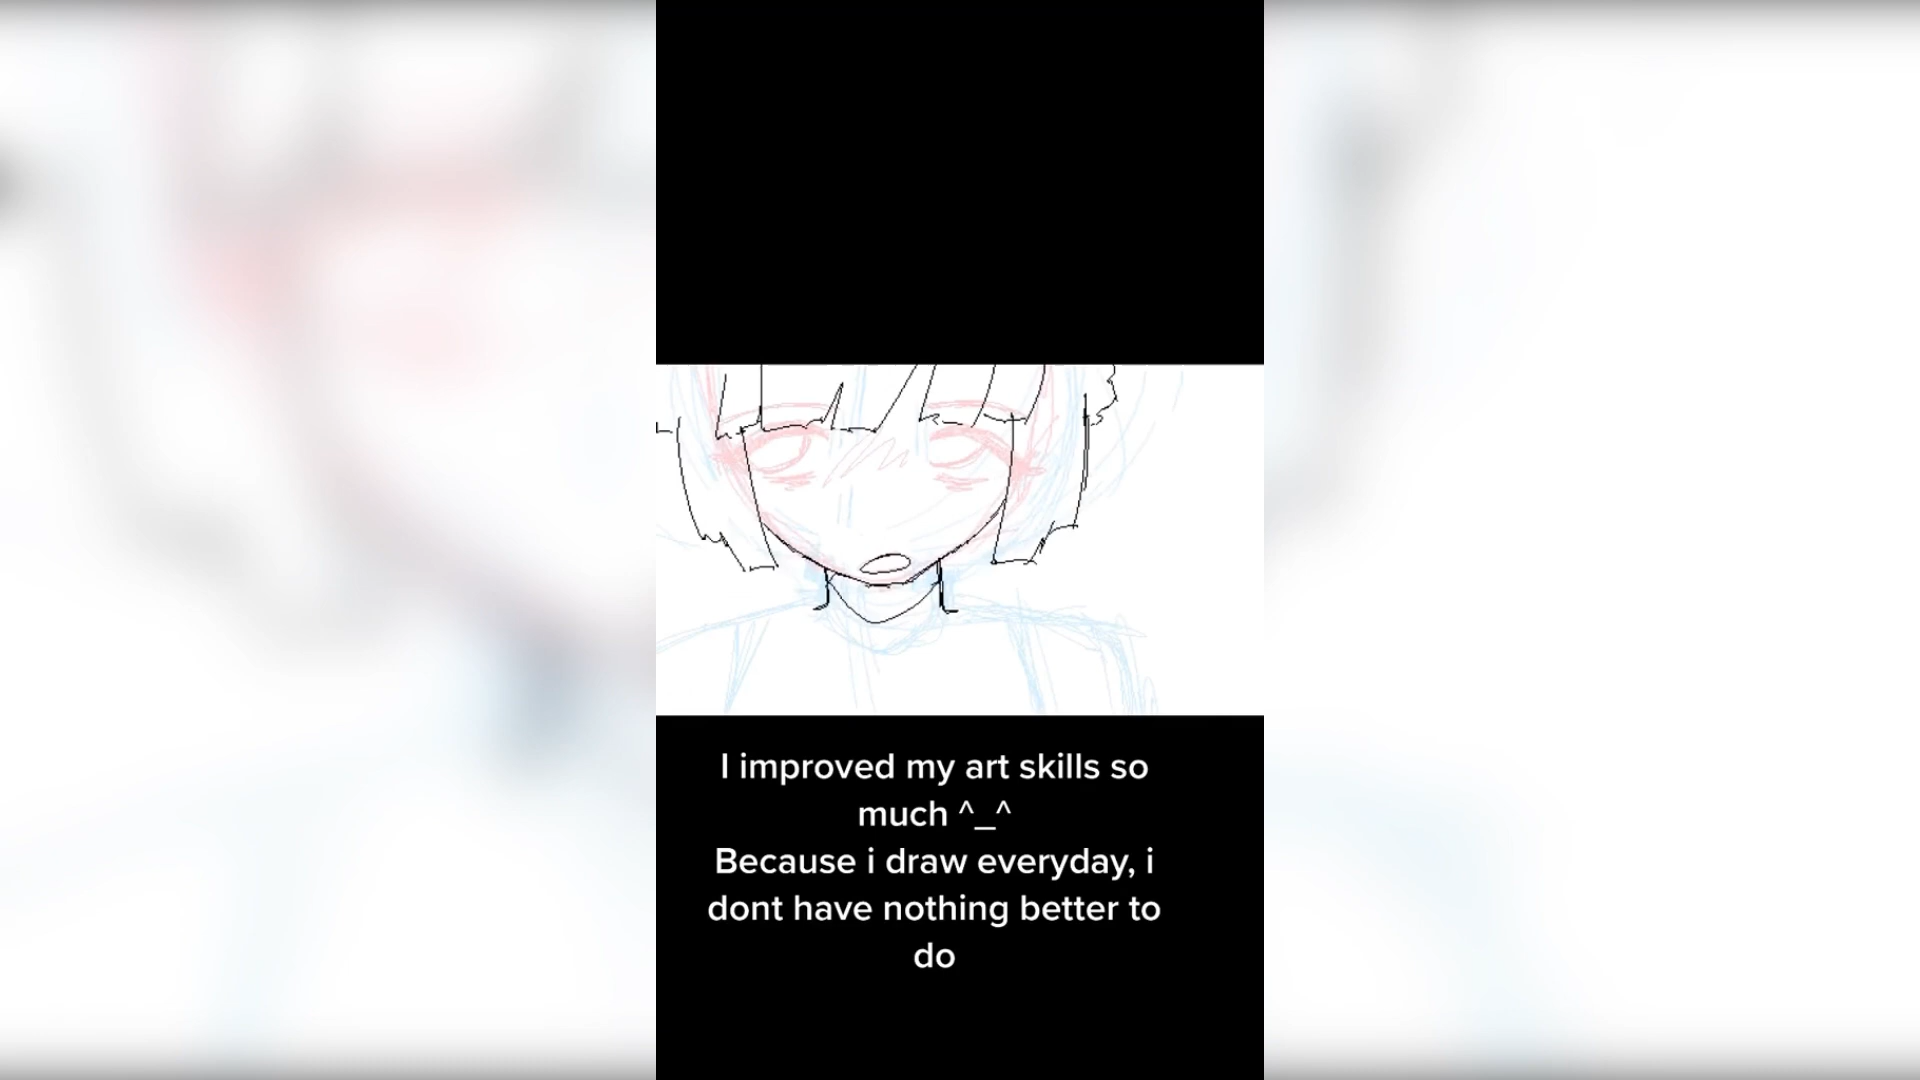 I improved my art skills so
much ^_^
Because i draw everyday, i
dont have nothing better to
do